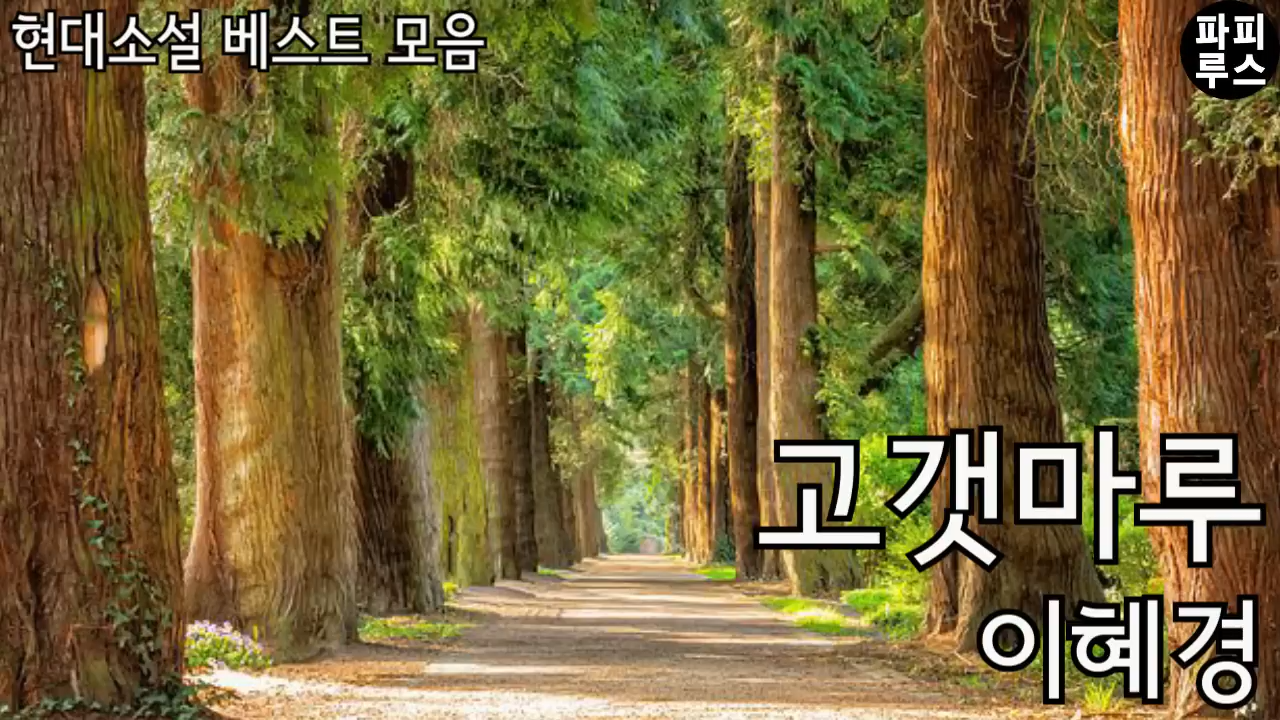 현대소설 베스트 모음
파피
루스
고갯마루
이혜경